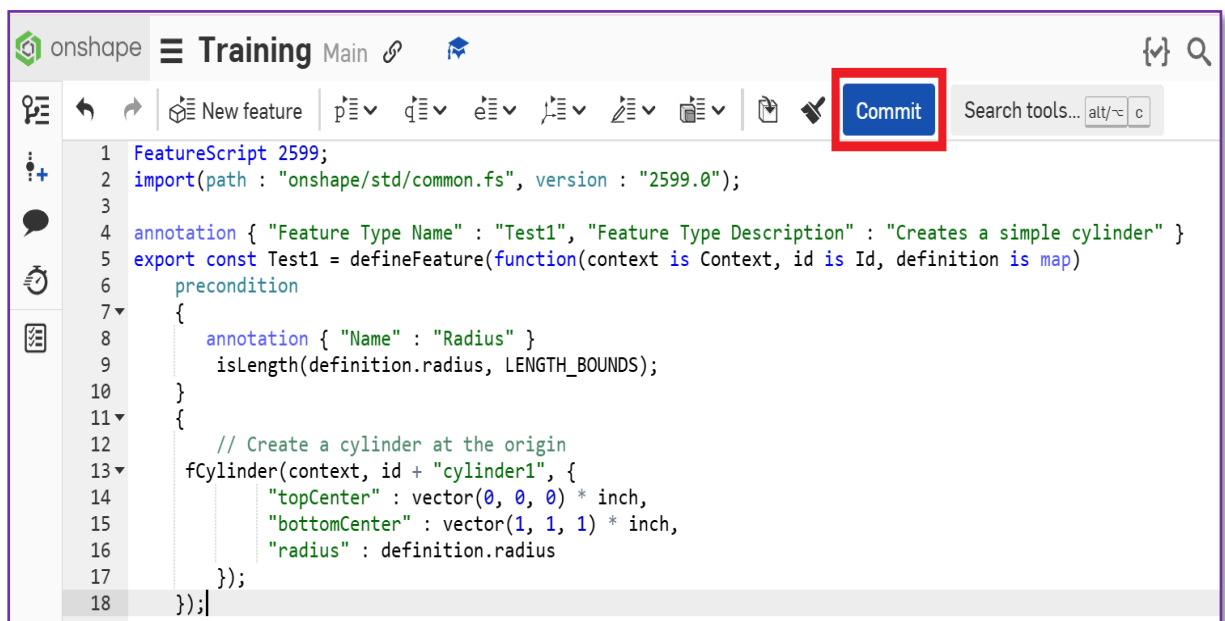 onshape Training Main
New feature Commit Search tools... alt/⌥ c
1 FeatureScript 2599;
2 import(path : "onshape/std/common.fs", version : "2599.0");
3
4 annotation { "Feature Type Name" : "Test1", "Feature Type Description" : "Creates a simple cylinder" }
5 export const Test1 = defineFeature(function(context is Context, id is Id, definition is map)
6 precondition
7 {
8 annotation { "Name" : "Radius" }
9 isLength(definition.radius, LENGTH_BOUNDS);
10 }
11 {
12 // Create a cylinder at the origin
13 fCylinder(context, id + "cylinder1", {
14 "topCenter" : vector(0, 0, 0) * inch,
15 "bottomCenter" : vector(1, 1, 1) * inch,
16 "radius" : definition.radius
17 });
18 });